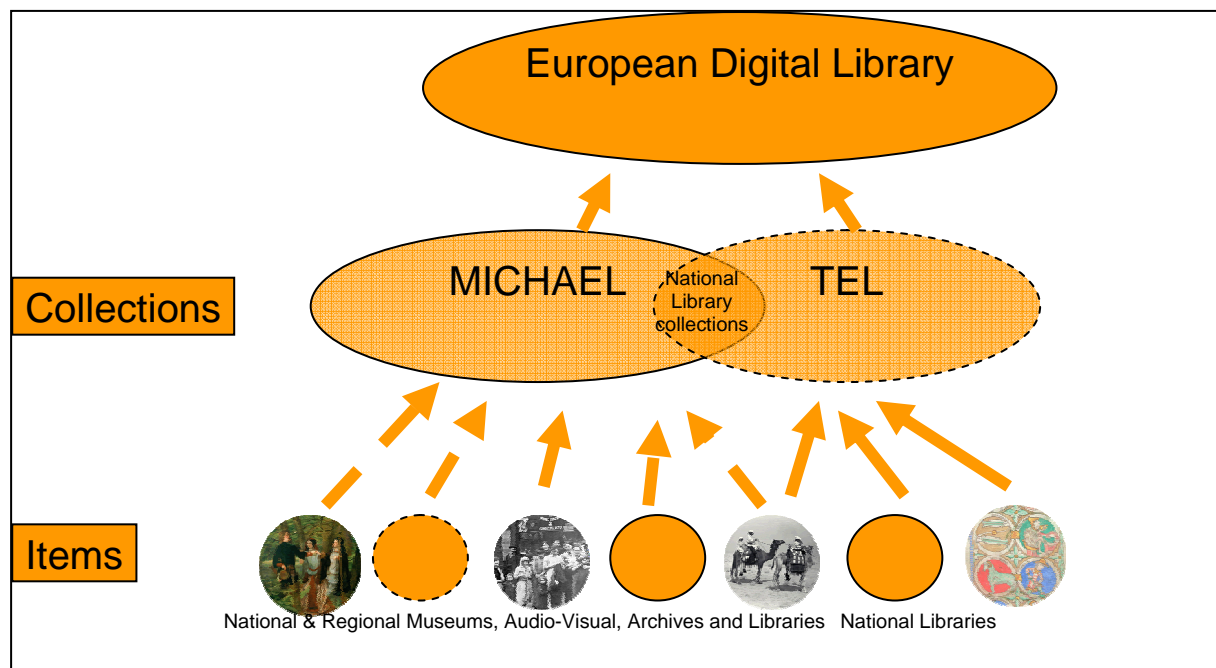 European Digital Library
MICHAEL
National
Library
collections
TEL
Collections
Items
National & Regional Museums, Audio-Visual, Archives and Libraries National Libraries